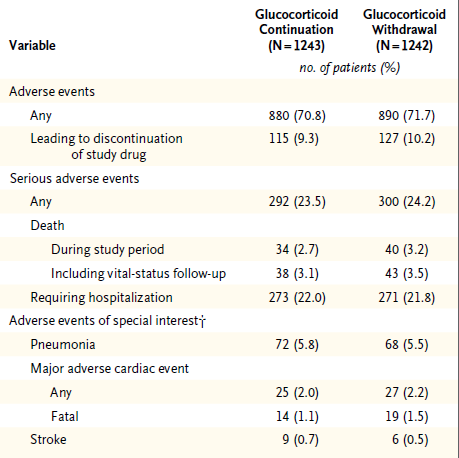 Variable Glucocorticoid Continuation (N=1243) Glucocorticoid Withdrawal (N=1242)
no. of patients (%)
Adverse events
Any 880 (70.8) 890 (71.7)
Leading to discontinuation of study drug 115 (9.3) 127 (10.2)
Serious adverse events
Any 292 (23.5) 300 (24.2)
Death
During study period 34 (2.7) 40 (3.2)
Including vital-status follow-up 38 (3.1) 43 (3.5)
Requiring hospitalization 273 (22.0) 271 (21.8)
Adverse events of special interest†
Pneumonia 72 (5.8) 68 (5.5)
Major adverse cardiac event
Any 25 (2.0) 27 (2.2)
Fatal 14 (1.1) 19 (1.5)
Stroke 9 (0.7) 6 (0.5)